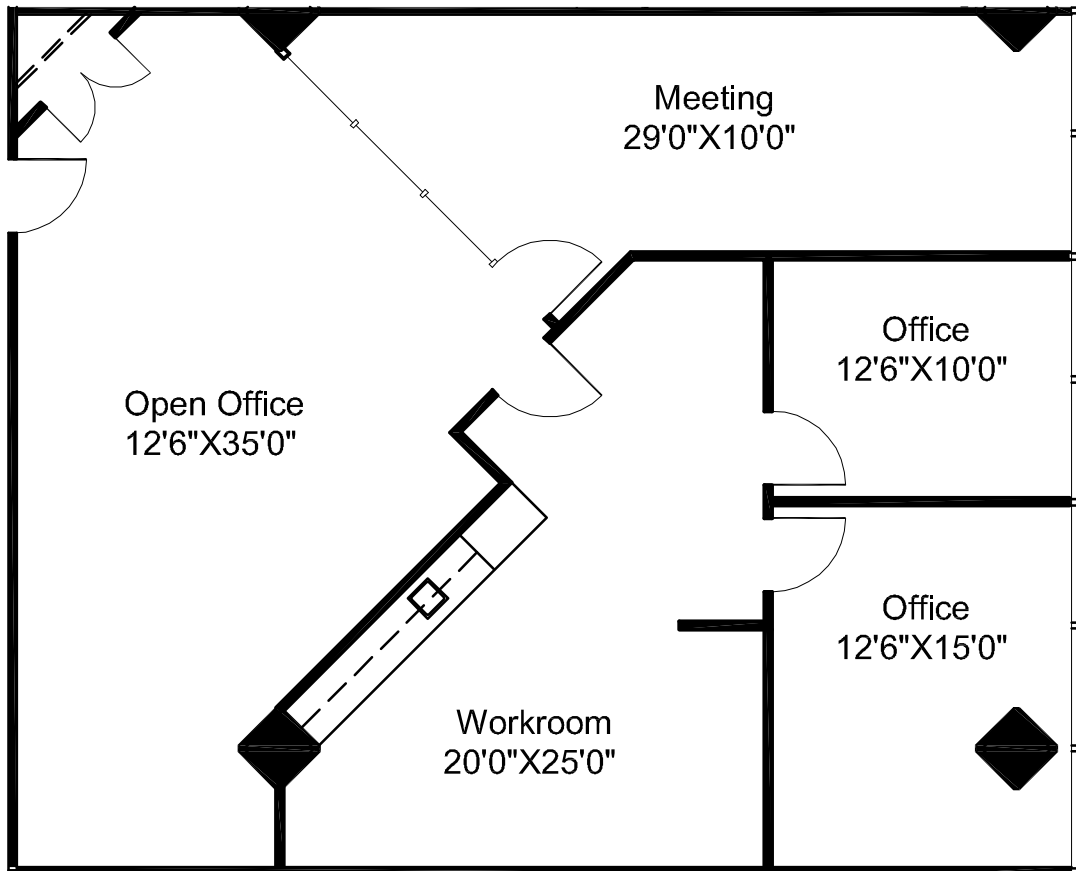 Meeting
29'0"X10'0"
Office
12'6"X10'0"
Open Office
12'6"X35'0"
Office
12'6"X15'0"
Workroom
20'0"X25'0"